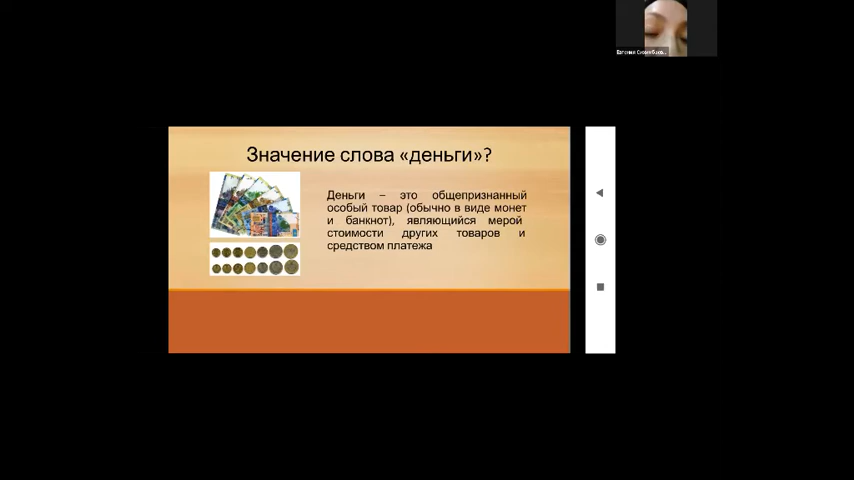 Значение слова «деньги»?
Деньги – это общепризнанный
особый товар (обычно в виде монет
и банкнот), являющийся мерой
стоимости других товаров и
средством платежа